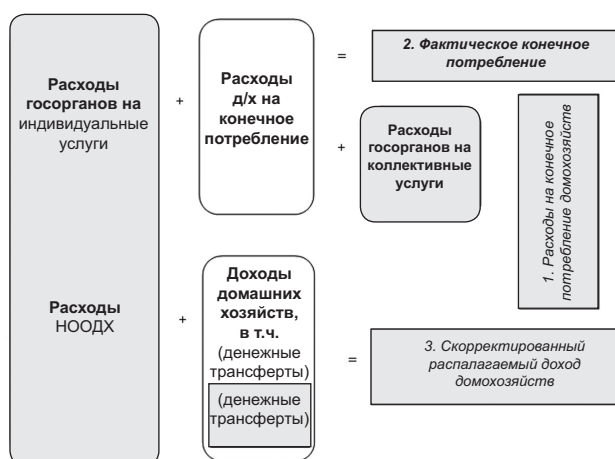 Расходы
госорганов на
индивидуальные
услуги
+
Расходы
д/х на
конечное
потребление
=
2. Фактическое конечное
потребление
+
Расходы
госорганов на
коллективные
услуги
1. Расходы на конечное
потребление домохозяйств
Расходы
НООДХ
+
Доходы
домашних
хозяйств,
в т.ч.
(денежные
трансферты)
(денежные
трансферты)
=
3. Скорректированный
распалагаемый доход
домохозяйств